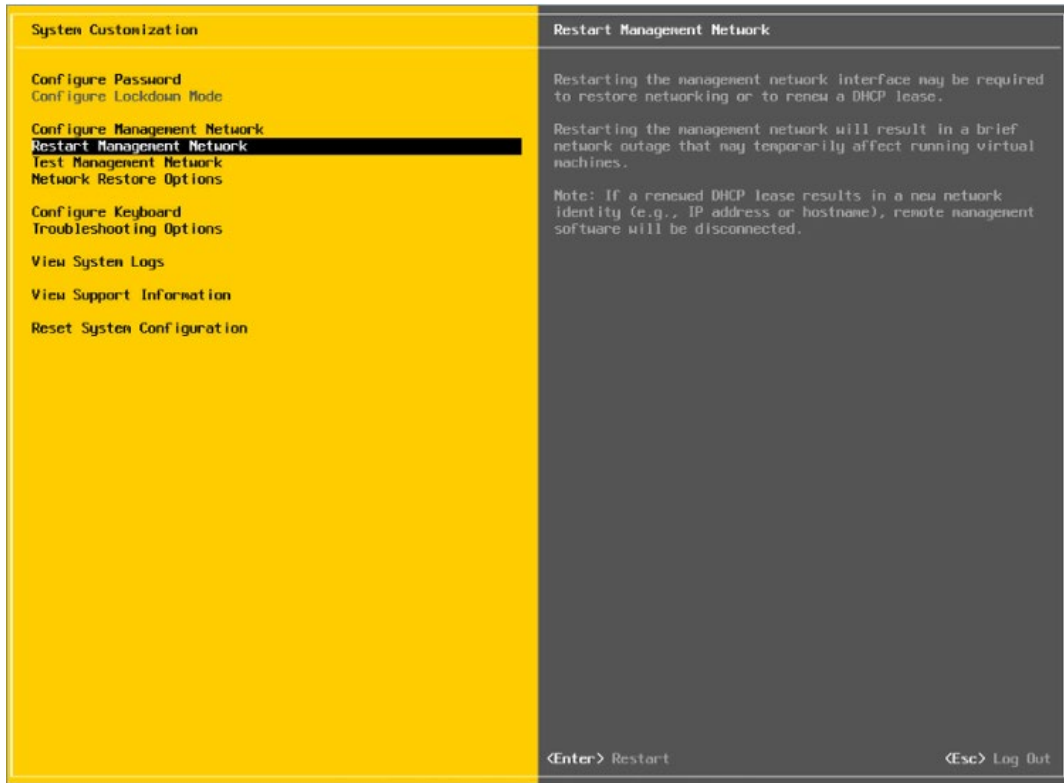 System Customization
Configure Password
Configure Lockdown Mode
Configure Management Network
Restart Management Network
Test Management Network
Network Restore Options
Configure Keyboard
Troubleshooting Options
View System Logs
View Support Information
Reset System Configuration
Restart Management Network
Restarting the management network interface may be required
to restore networking or to renew a DHCP lease.
Restarting the management network will result in a brief
network outage that may temporarily affect running virtual
machines.
Note: If a renewed DHCP lease results in a new network
identity (e.g., IP address or hostname), remote management
software will be disconnected.
<Enter> Restart
<Esc> Log Out